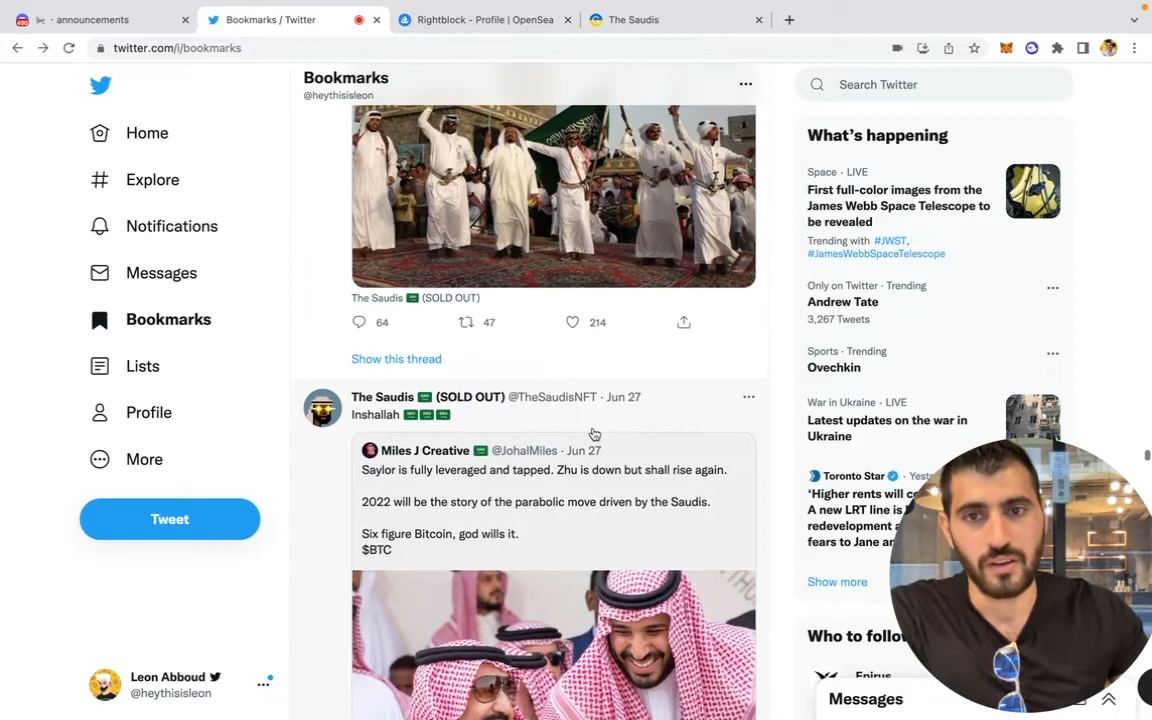 announcements
Bookmarks / Twitter
Rightblock - Profile | OpenSea
The Saudis
twitter.com/i/bookmarks
Home
Explore
Notifications
Messages
Bookmarks
Lists
Profile
More
Tweet
Leon Abboud
@heythisisleon
Bookmarks
@heythisisleon
The Saudis 🇸🇦 (SOLD OUT)
64
47
214
Show this thread
The Saudis 🇸🇦 (SOLD OUT) @TheSaudisNFT · Jun 27
Inshallah 🇸🇦🇸🇦🇸🇦
Miles J Creative 🇸🇦 @JohalMiles · Jun 27
Saylor is fully leveraged and tapped. Zhu is down but shall rise again.
2022 will be the story of the parabolic move driven by the Saudis.
Six figure Bitcoin, god wills it.
$BTC
Search Twitter
What's happening
Space · LIVE
First full-color images from the
James Webb Space Telescope to
be revealed
Trending with #JWST,
#JamesWebbSpaceTelescope
Only on Twitter · Trending
Andrew Tate
3,267 Tweets
Sports · Trending
Ovechkin
War in Ukraine · LIVE
Latest updates on the war in
Ukraine
Toronto Star
'Higher rents will
A new LRT line is
redevelopment
fears to Jane
Show more
Who to
Messages